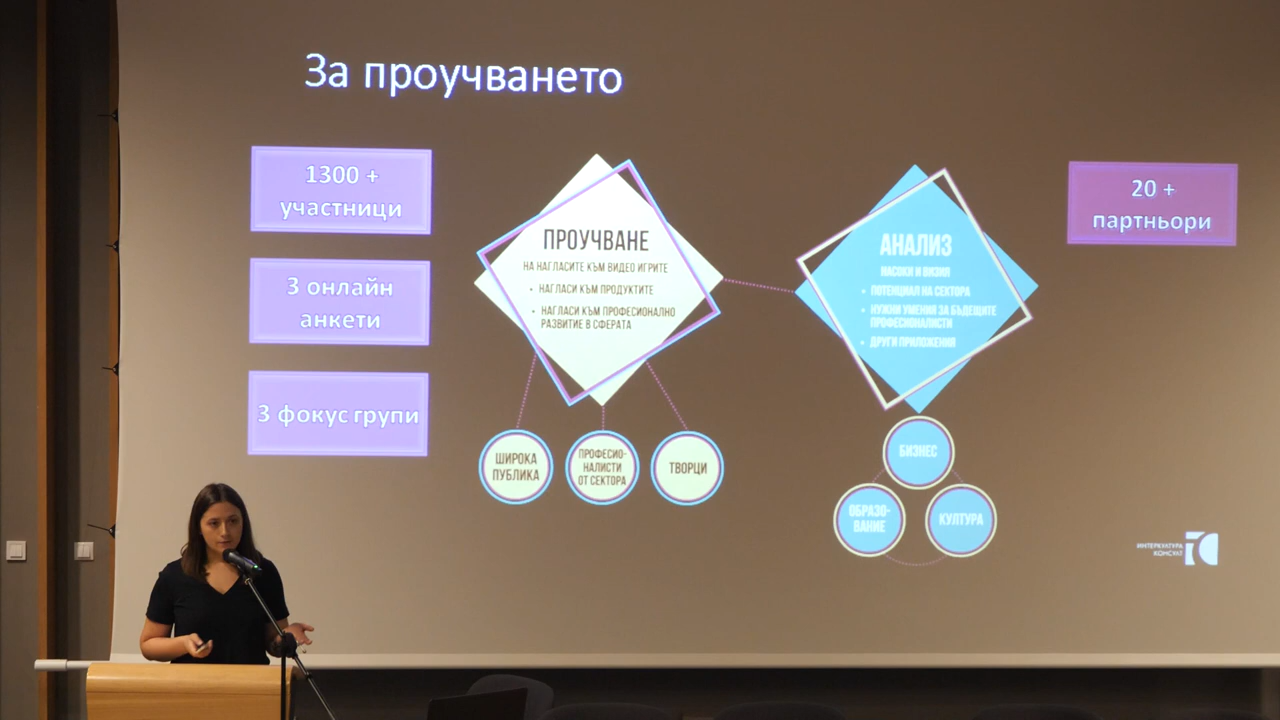 За проучването
1300 +
участници
3 онлайн
анкети
3 фокус групи
ПРОУЧВАНЕ
НА НАГЛАСИТЕ КЪМ ВИДЕО ИГРИТЕ
• НАГЛАСИ КЪМ ПРОДУКТИТЕ
• НАГЛАСИ КЪМ ПРОФЕСИОНАЛНО
РАЗВИТИЕ В СФЕРАТА
ШИРОКА
ПУБЛИКА
ПРОФЕСИО-
НАЛИСТИ
ОТ СЕКТОРА
ТВОРЦИ
АНАЛИЗ
НАСОКИ И ВИЗИЯ
• ПОТЕНЦИАЛ НА СЕКТОРА
• НУЖНИ УМЕНИЯ ЗА БЪДЕЩИТЕ
ПРОФЕСИОНАЛИСТИ
• ДРУГИ ПРИЛОЖЕНИЯ
БИЗНЕС
ОБРАЗО-
ВАНИЕ
КУЛТУРА
20 +
партньори
ИНТЕРКУЛТУРА
КОНСУЛТ